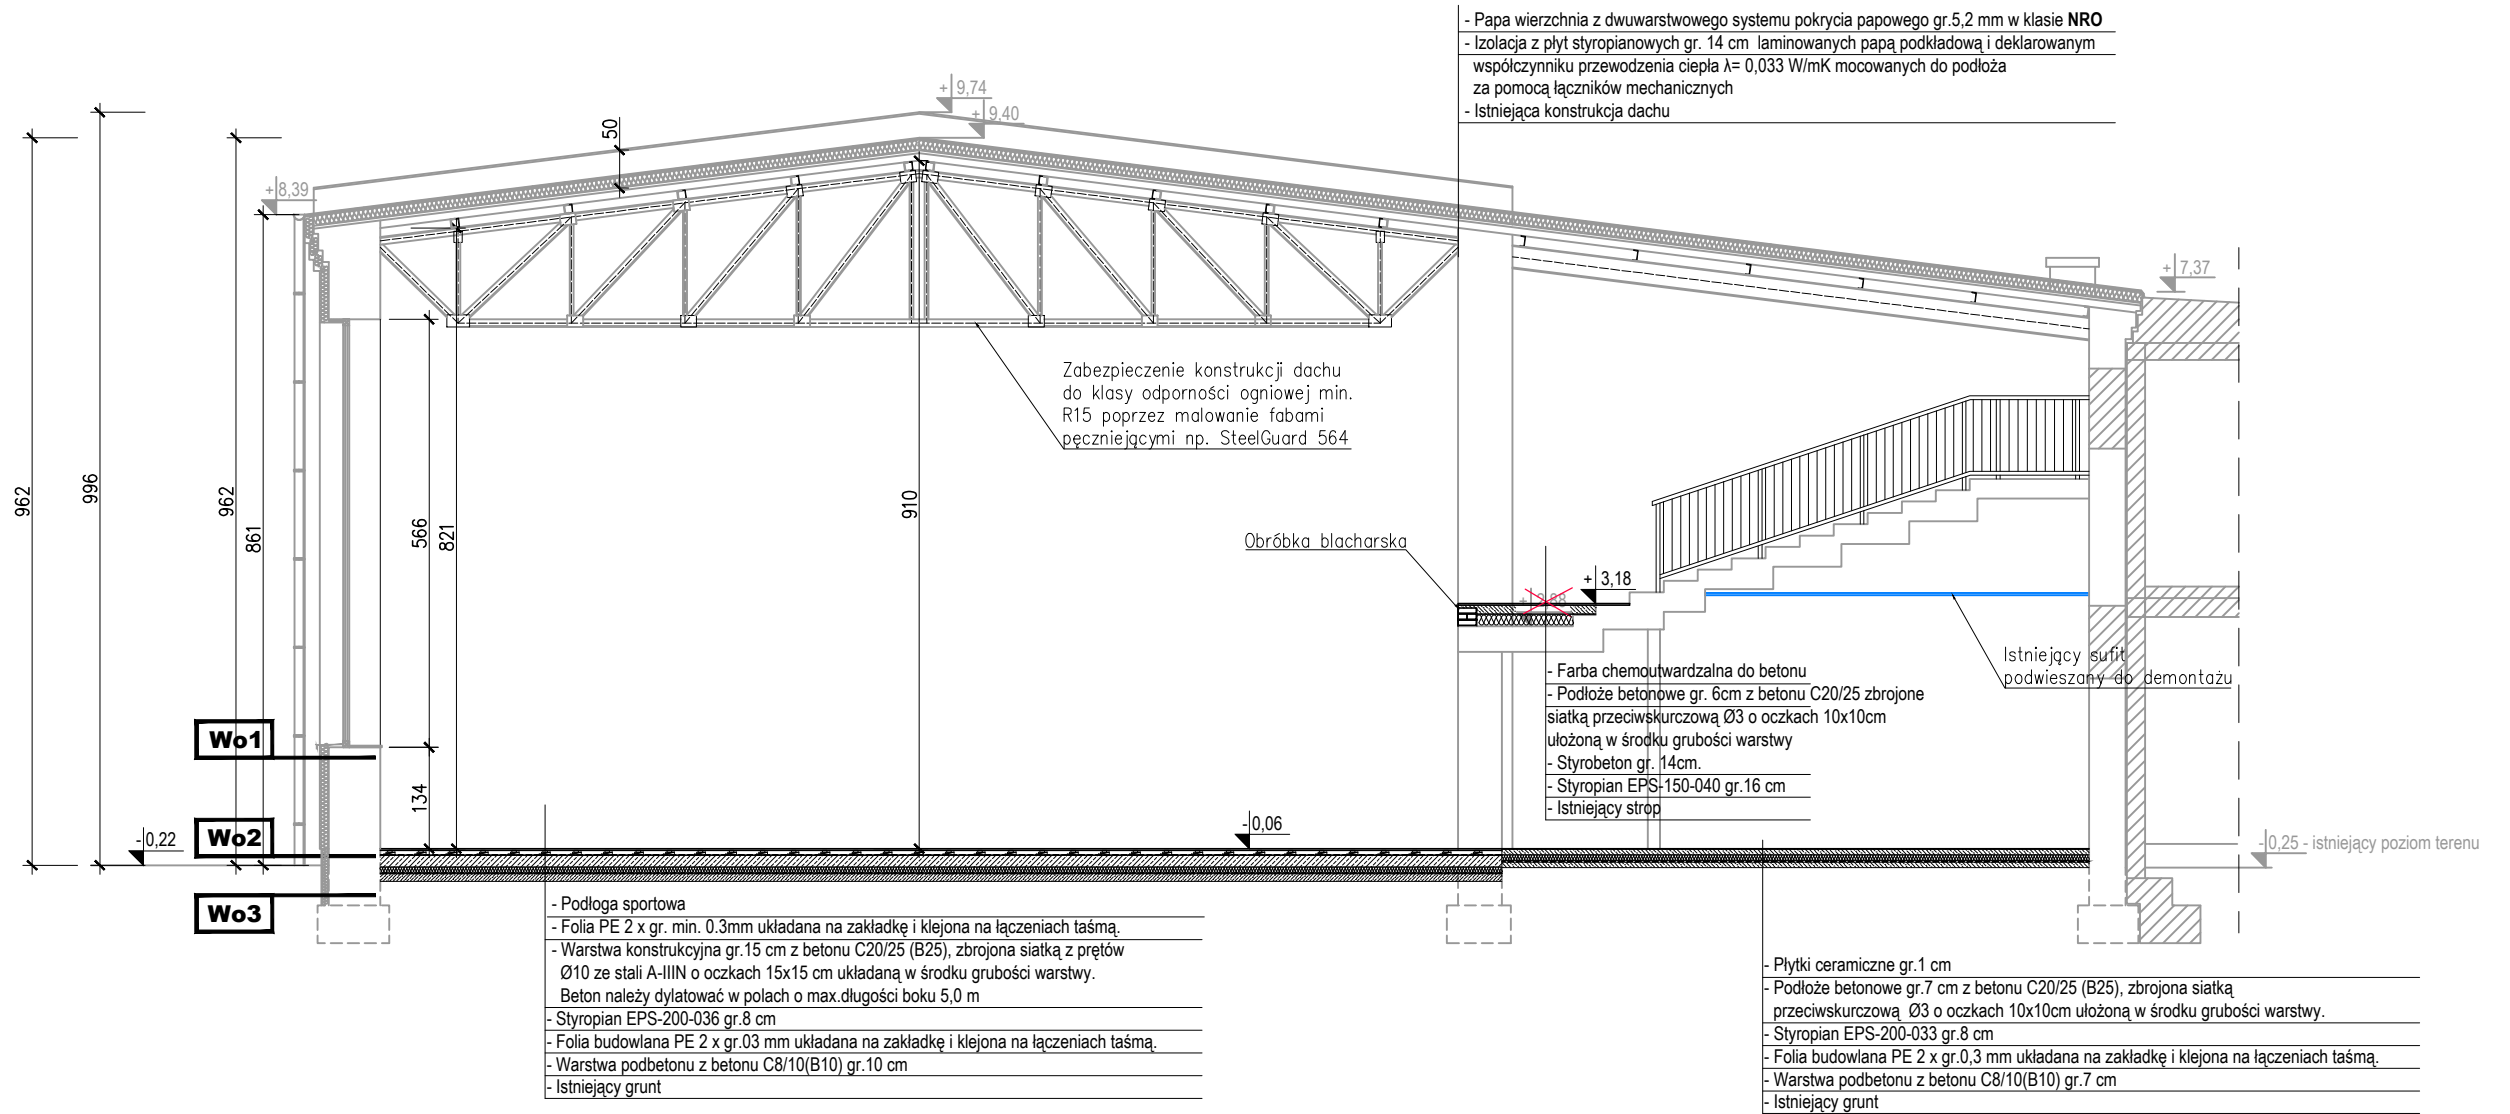 - Papa wierzchnia z dwuwarstwowego systemu pokrycia papowego gr.5,2 mm w klasie NRO
- Izolacja z płyt styropianowych gr. 14 cm laminowanych papą podkładową i deklarowanym
współczynniku przewodzenia ciepła λ= 0,033 W/mK mocowanych do podłoża
za pomocą łączników mechanicznych
- Istniejąca konstrukcja dachu
+ 9,74
+ 9,40
50
+ 8,39
+ 7,37
Zabezpieczenie konstrukcji dachu
do klasy odporności ogniowej min.
R15 poprzez malowanie fabami
pęczniejącymi np. SteelGuard 564
962
996
962
861
566
821
910
134
Obróbka blacharska
+ 3,18
Istniejący sufit
podwieszany do demontażu
- Farba chemoutwardzalna do betonu
- Podłoże betonowe gr. 6cm z betonu C20/25 zbrojone
siatką przeciwskurczową Ø3 o oczkach 10x10cm
ułożoną w środku grubości warstwy
- Styrobeton gr. 14cm.
- Styropian EPS-150-040 gr.16 cm
- Istniejący strop
Wo1
Wo2
Wo3
- 0,22
- 0,06
- 0,25 - istniejący poziom terenu
- Podłoga sportowa
- Folia PE 2 x gr. min. 0.3mm układana na zakładkę i klejona na łączeniach taśmą.
- Warstwa konstrukcyjna gr.15 cm z betonu C20/25 (B25), zbrojona siatką z prętów
Ø10 ze stali A-IIIN o oczkach 15x15 cm układaną w środku grubości warstwy.
Beton należy dylatować w polach o max.długości boku 5,0 m
- Styropian EPS-200-036 gr.8 cm
- Folia budowlana PE 2 x gr.03 mm układana na zakładkę i klejona na łączeniach taśmą.
- Warstwa podbetonu z betonu C8/10(B10) gr.10 cm
- Istniejący grunt
- Płytki ceramiczne gr.1 cm
- Podłoże betonowe gr.7 cm z betonu C20/25 (B25), zbrojona siatką
przeciwskurczową Ø3 o oczkach 10x10cm ułożoną w środku grubości warstwy.
- Styropian EPS-200-033 gr.8 cm
- Folia budowlana PE 2 x gr.0,3 mm układana na zakładkę i klejona na łączeniach taśmą.
- Warstwa podbetonu z betonu C8/10(B10) gr.7 cm
- Istniejący grunt